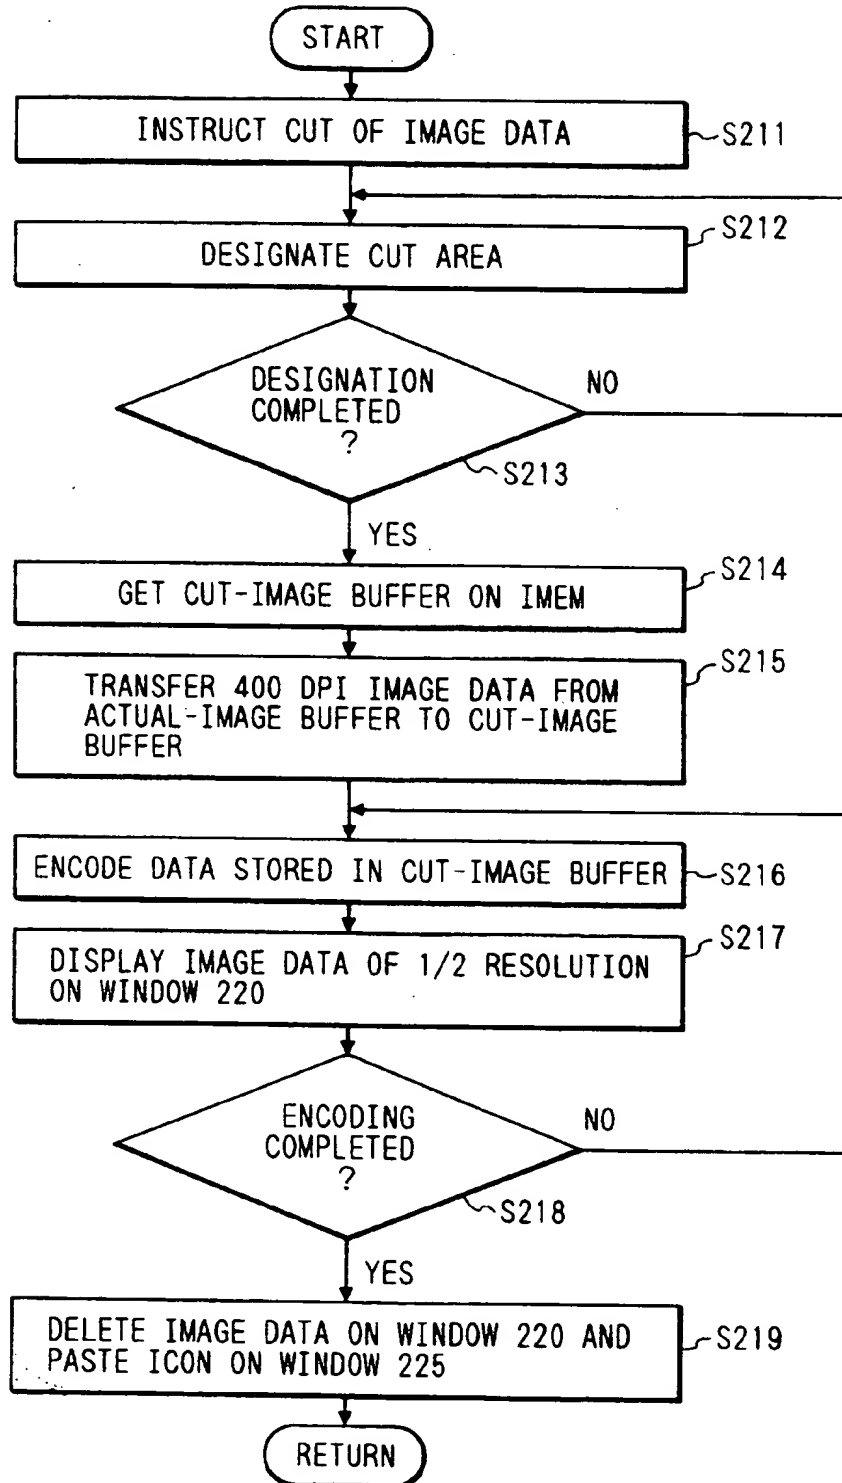 START
INSTRUCT CUT OF IMAGE DATA
S211
S212
DESIGNATE CUT AREA
DESIGNATION
COMPLETED
?
NO
S213
YES
S214
GET CUT-IMAGE BUFFER ON IMEM
S215
TRANSFER 400 DPI IMAGE DATA FROM
ACTUAL-IMAGE BUFFER TO CUT-IMAGE
BUFFER
ENCODE DATA STORED IN CUT-IMAGE BUFFER
S216
S217
DISPLAY IMAGE DATA OF 1/2 RESOLUTION
ON WINDOW 220
ENCODING
COMPLETED
?
NO
S218
YES
DELETE IMAGE DATA ON WINDOW 220 AND
PASTE ICON ON WINDOW 225
S219
RETURN